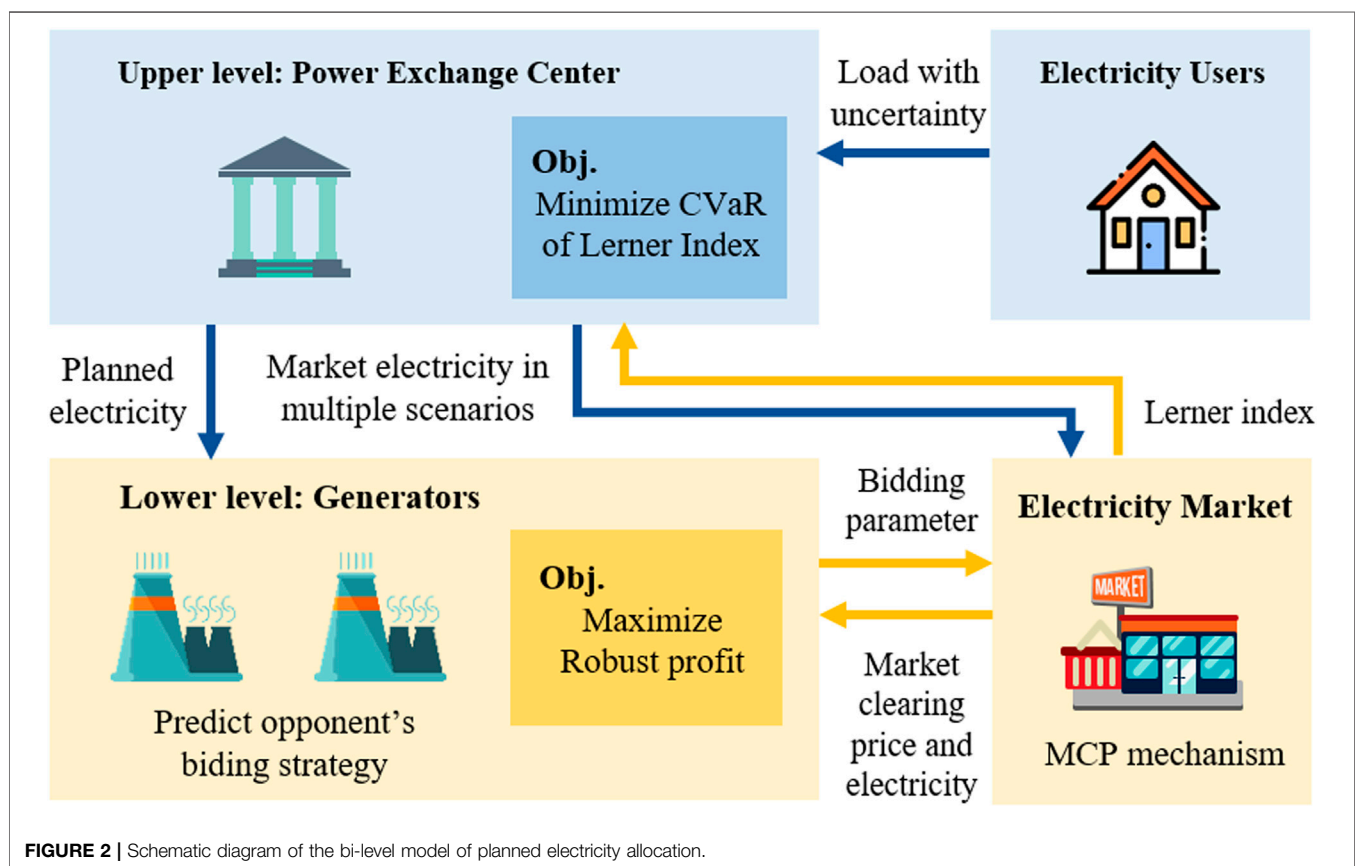 Upper level: Power Exchange Center
Obj.
Minimize CVaR
of Lerner Index
Load with
uncertainty
Electricity Users
Planned
electricity
Market electricity in
multiple scenarios
Lerner index
Lower level: Generators
Predict opponent’s
biding strategy
Obj.
Maximize
Robust profit
Bidding
parameter
Market
clearing
price and
electricity
Electricity Market
MARKET
MCP mechanism
FIGURE 2 | Schematic diagram of the bi-level model of planned electricity allocation.